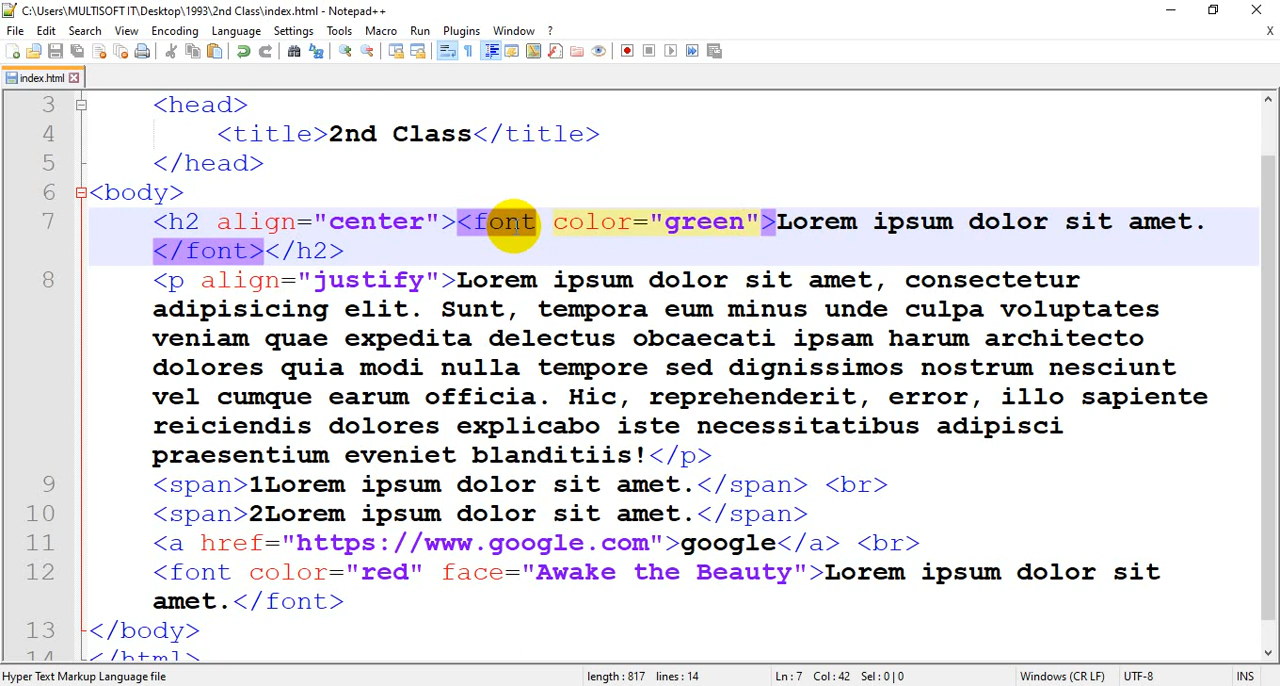 C:\Users\MULTISOFT IT\Desktop\1993\2nd Class\index.html - Notepad++
File Edit Search View Encoding Language Settings Tools Macro Run Plugins Window ? X
index.html
3 <head>
4 <title>2nd Class</title>
5 </head>
6 <body>
7 <h2 align="center"><font color="green">Lorem ipsum dolor sit amet.
</font></h2>
8 <p align="justify">Lorem ipsum dolor sit amet, consectetur
adipisicing elit. Sunt, tempora eum minus unde culpa voluptates
veniam quae expedita delectus obcaecati ipsam harum architecto
dolores quia modi nulla tempore sed dignissimos nostrum nesciunt
vel cumque earum officia. Hic, reprehenderit, error, illo sapiente
reiciendis dolores explicabo iste necessitatibus adipisci
praesentium eveniet blanditiis!</p>
9 <span>1Lorem ipsum dolor sit amet.</span> <br>
10 <span>2Lorem ipsum dolor sit amet.</span>
11 <a href="https://www.google.com">google</a> <br>
12 <font color="red" face="Awake the Beauty">Lorem ipsum dolor sit
amet.</font>
13 </body>
14 </html>
Hyper Text Markup Language file length : 817 lines : 14 Ln : 7 Col : 42 Sel : 0 | 0 Windows (CR LF) UTF-8 INS